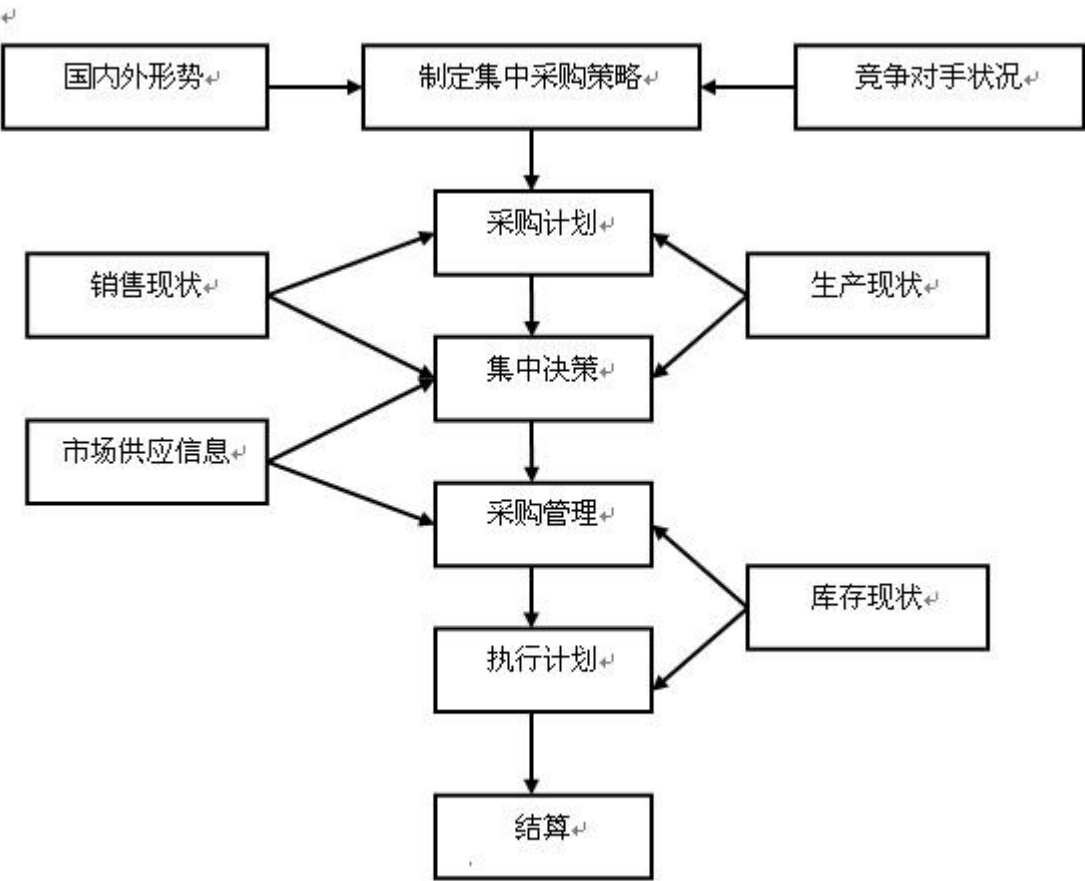 国内外形势
制定集中采购策略
竞争对手状况
采购计划
销售现状
生产现状
集中决策
市场供应信息
采购管理
库存现状
执行计划
结算